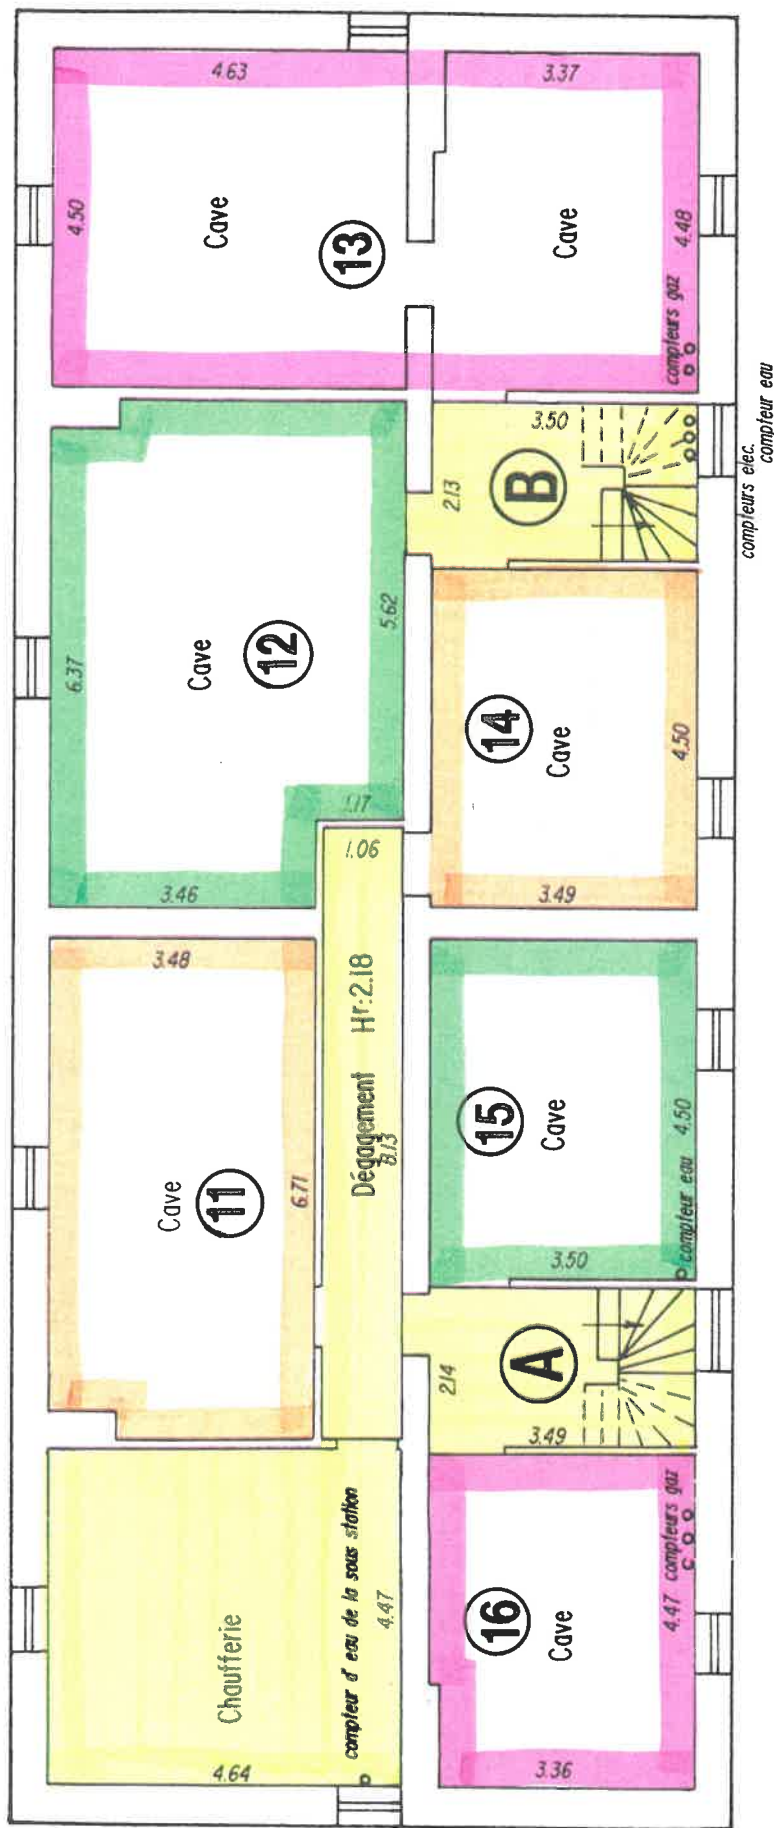 4.63
3.37
4.50
Cave
13
Cave
4.48
compteurs gaz
3.50
2.13
B
compteurs elec.
compteur eau
6.37
Cave
12
5.62
1.17
3.46
14
Cave
4.50
3.49
1.06
3.48
Dégagement Hr:2.18
8.13
Cave
11
6.71
15
Cave
4.50
compteur eau
3.50
2.14
A
3.49
Chaufferie
compteur d'eau de la sous station
4.47
4.64
16
Cave
compteurs gaz
4.47
3.36